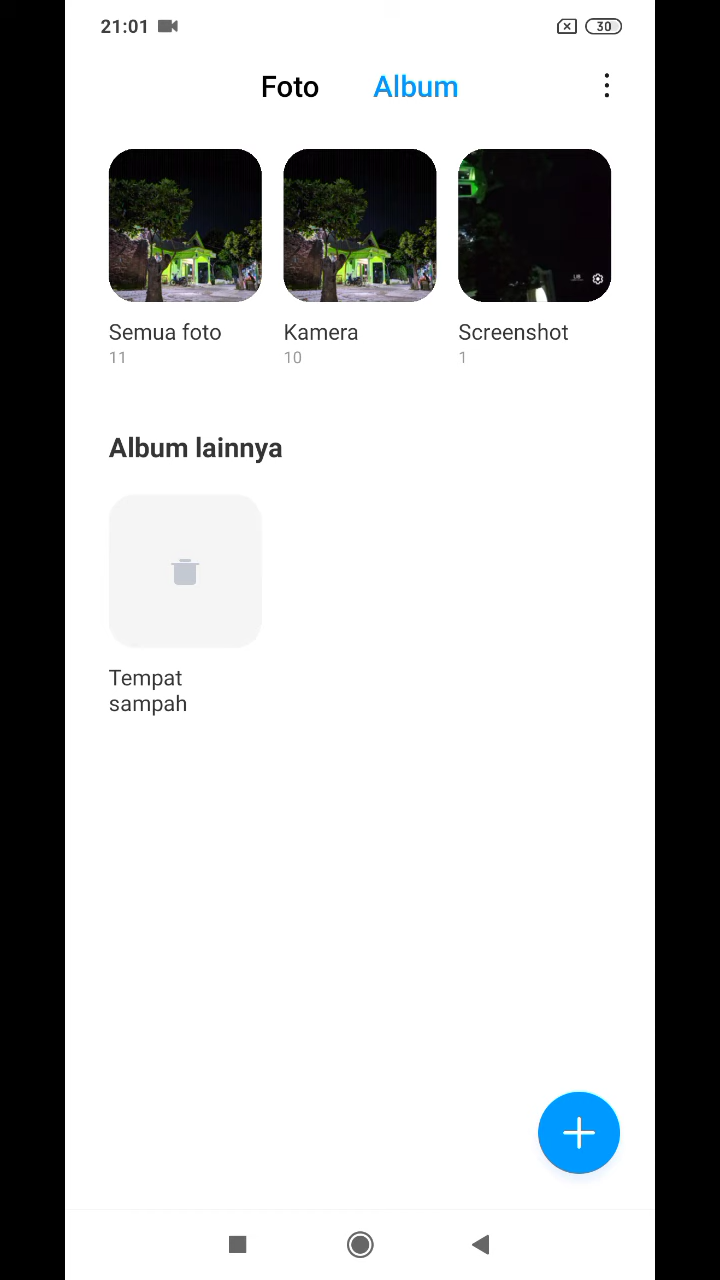 21:01
30
Foto
Album
Semua foto
11
Kamera
10
Screenshot
1
Album lainnya
Tempat
sampah